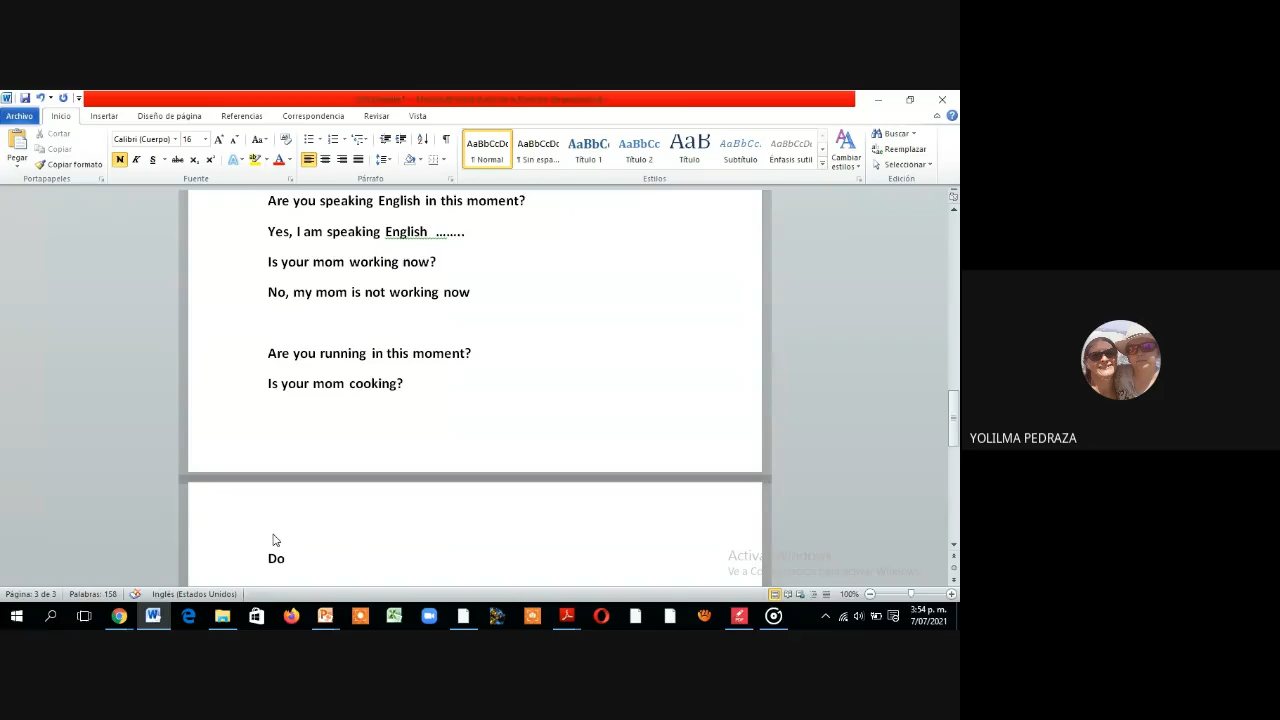 Archivo Inicio Insertar Diseño de página Referencias Correspondencia Revisar Vista
Cortar
Copiar
Copiar formato
Pegar
Portapapeles
Calibri (Cuerpo) 16
Fuente
Párrafo
AaBbCcDc AaBbCcDc AaBbC AaBbCc AaB AaBbCc. AaBbCcDc
¶ Normal ¶ Sin espa... Título 1 Título 2 Título Subtítulo Énfasis sutil
Cambiar estilos
Estilos
Buscar
Reemplazar
Seleccionar
Edición
Are you speaking English in this moment?
Yes, I am speaking English ........
Is your mom working now?
No, my mom is not working now
Are you running in this moment?
Is your mom cooking?
Do
YOLILMA PEDRAZA
Página: 3 de 3 Palabras: 158 Inglés (Estados Unidos) 100%
3:54 p. m.
7/07/2021